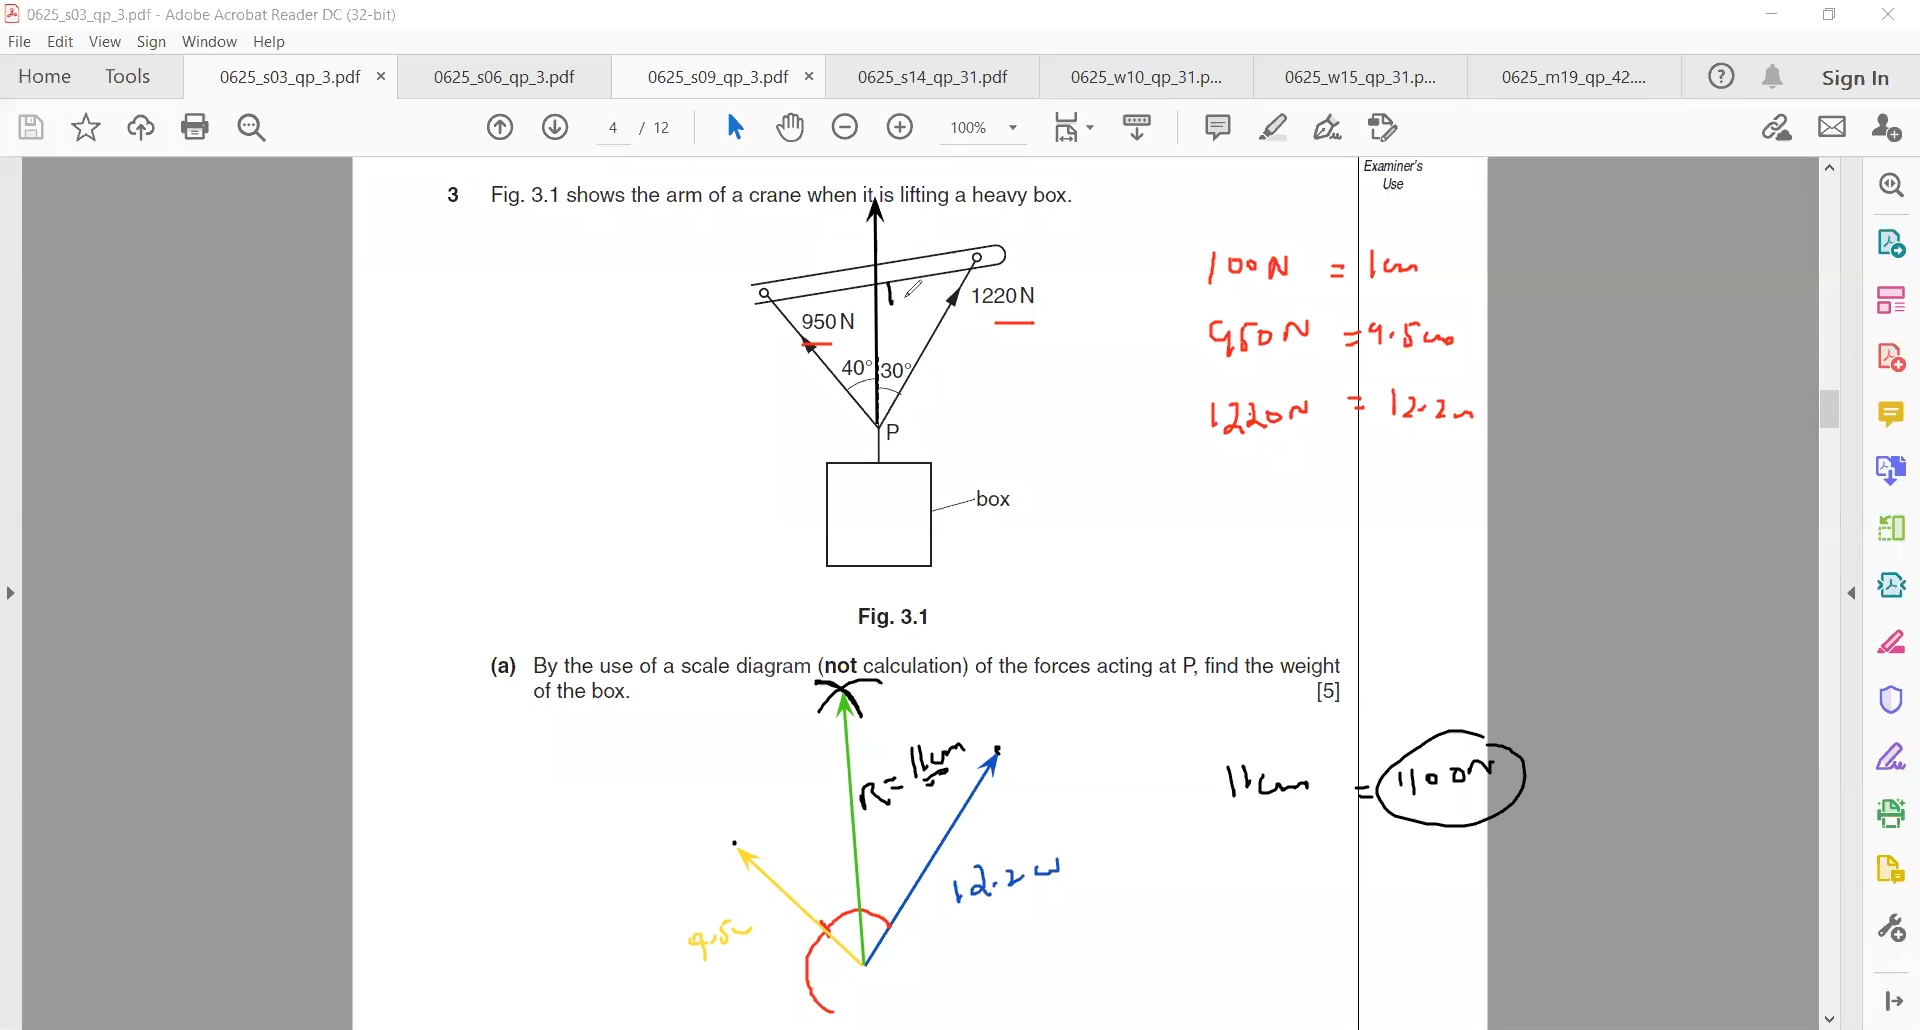 0625_s03_qp_3.pdf - Adobe Acrobat Reader DC (32-bit)
File Edit View Sign Window Help
Home Tools 0625_s03_qp_3.pdf × 0625_s06_qp_3.pdf 0625_s09_qp_3.pdf × 0625_s14_qp_31.pdf 0625_w10_qp_31.p... 0625_w15_qp_31.p... 0625_m19_qp_42.... Sign In
4 / 12 100%
Examiner's
Use
3 Fig. 3.1 shows the arm of a crane when it is lifting a heavy box.
100N = 1cm
1220N
950N
950N = 9.5cm
40° 30°
1220N = 12.2m
P
box
Fig. 3.1
(a) By the use of a scale diagram (not calculation) of the forces acting at P, find the weight
of the box. [5]
R = 11cm
11cm = 1100N
12.2 cm
9.5